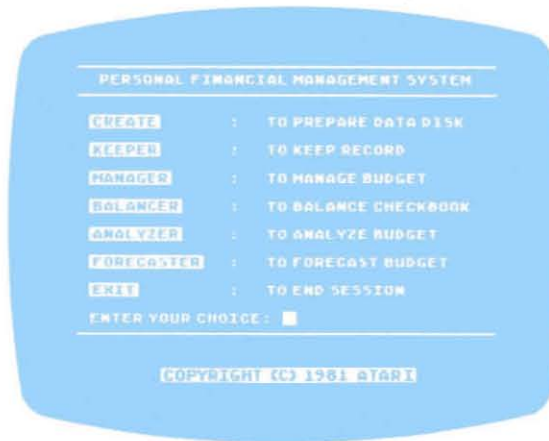 PERSONAL FINANCIAL MANAGEMENT SYSTEM
CREATE : TO PREPARE DATA DISK
KEEPER : TO KEEP RECORD
MANAGER : TO MANAGE BUDGET
BALANCER : TO BALANCE CHECKBOOK
ANALYZER : TO ANALYZE BUDGET
FORECASTER : TO FORECAST BUDGET
EXIT : TO END SESSION
ENTER YOUR CHOICE:
COPYRIGHT (C) 1981 ATARI